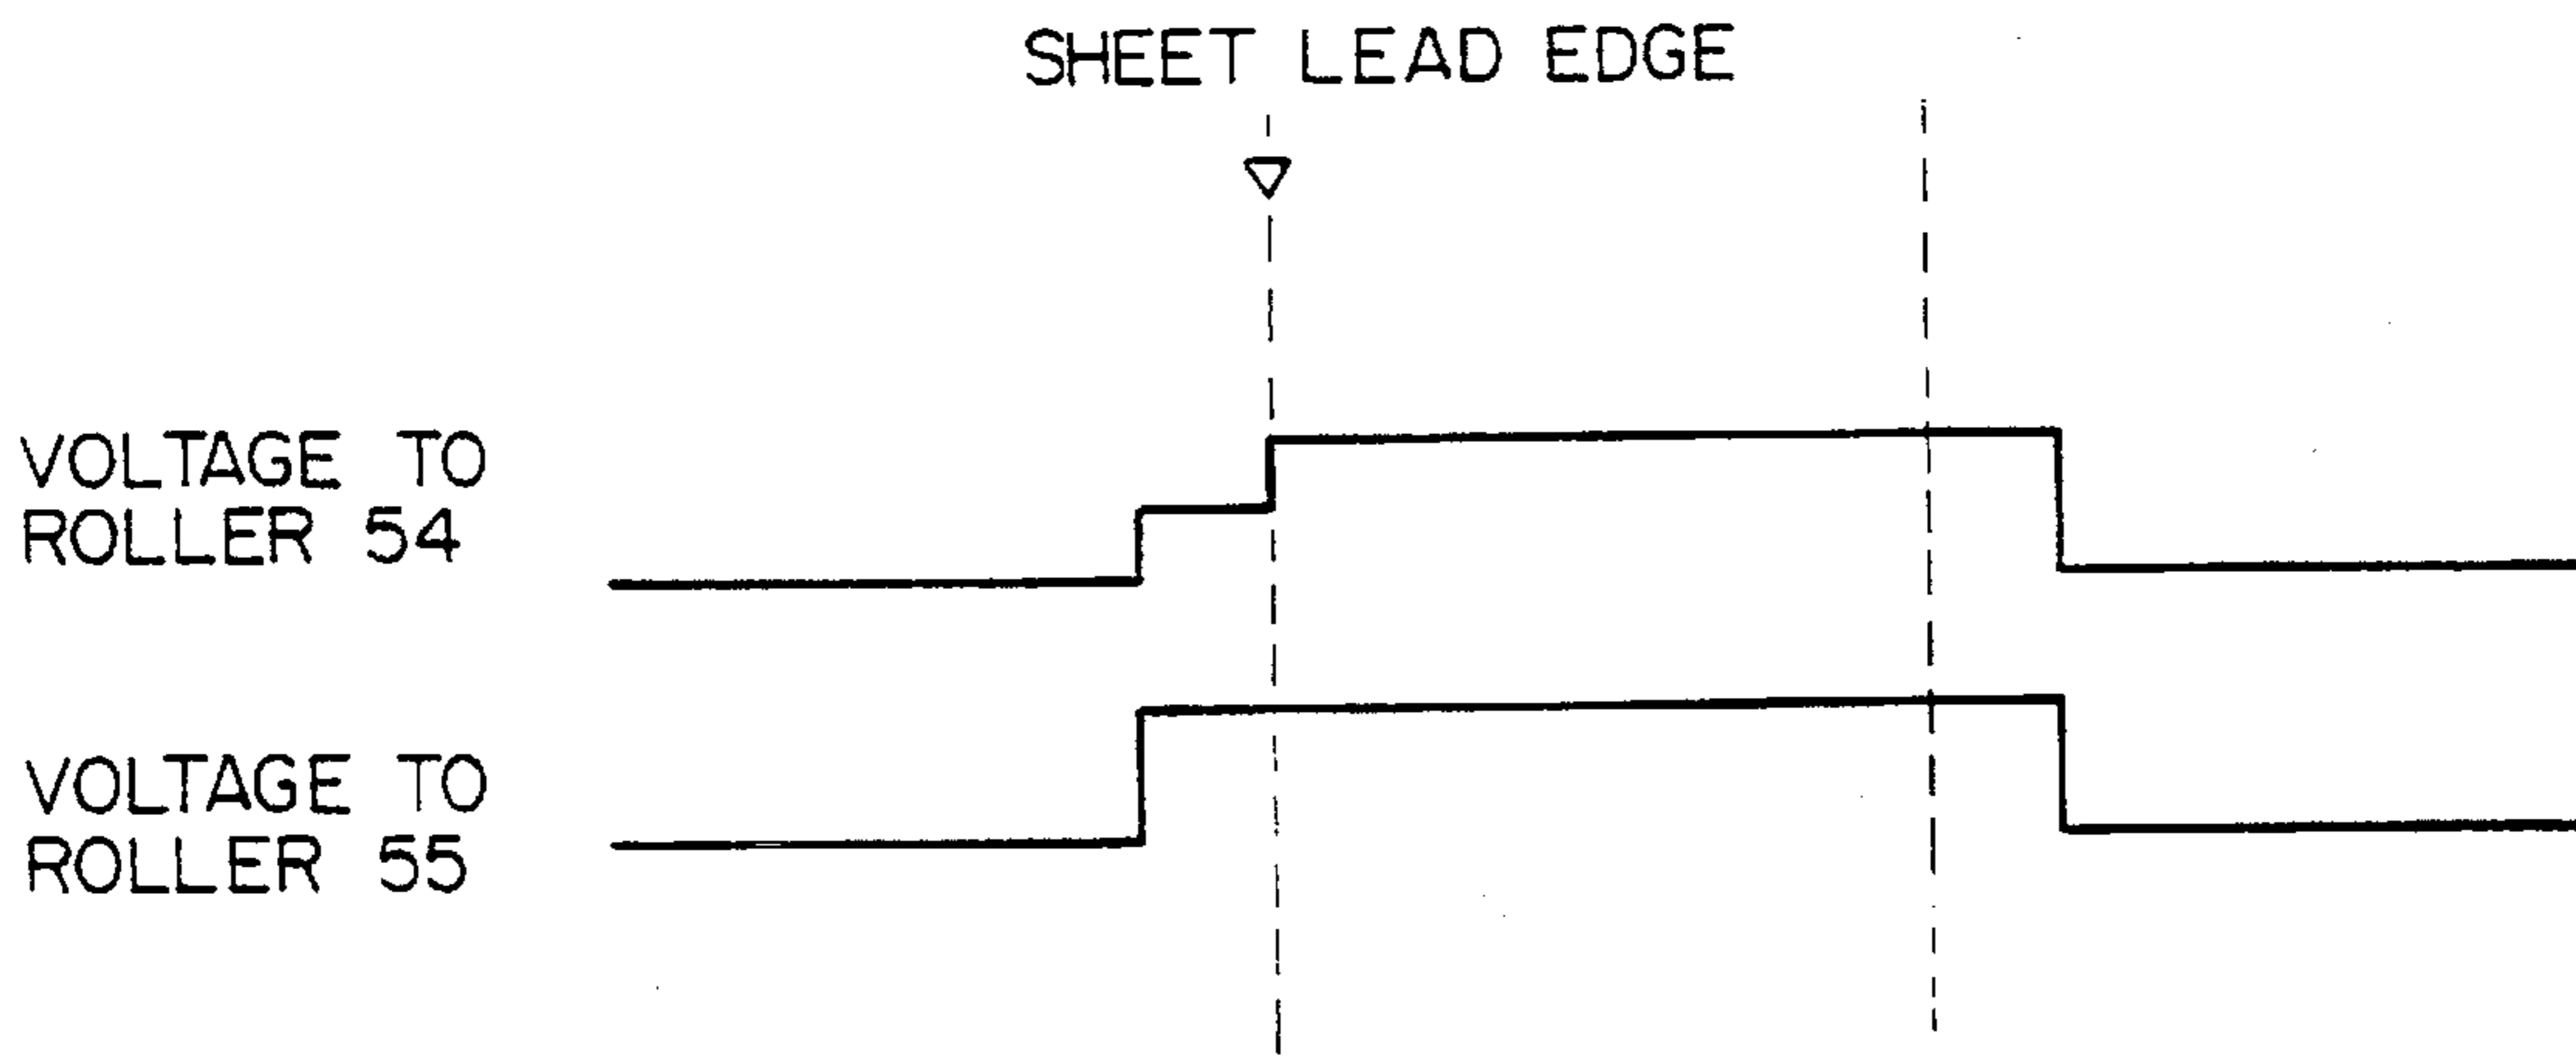 SHEET LEAD EDGE
VOLTAGE TO
ROLLER 54
VOLTAGE TO
ROLLER 55